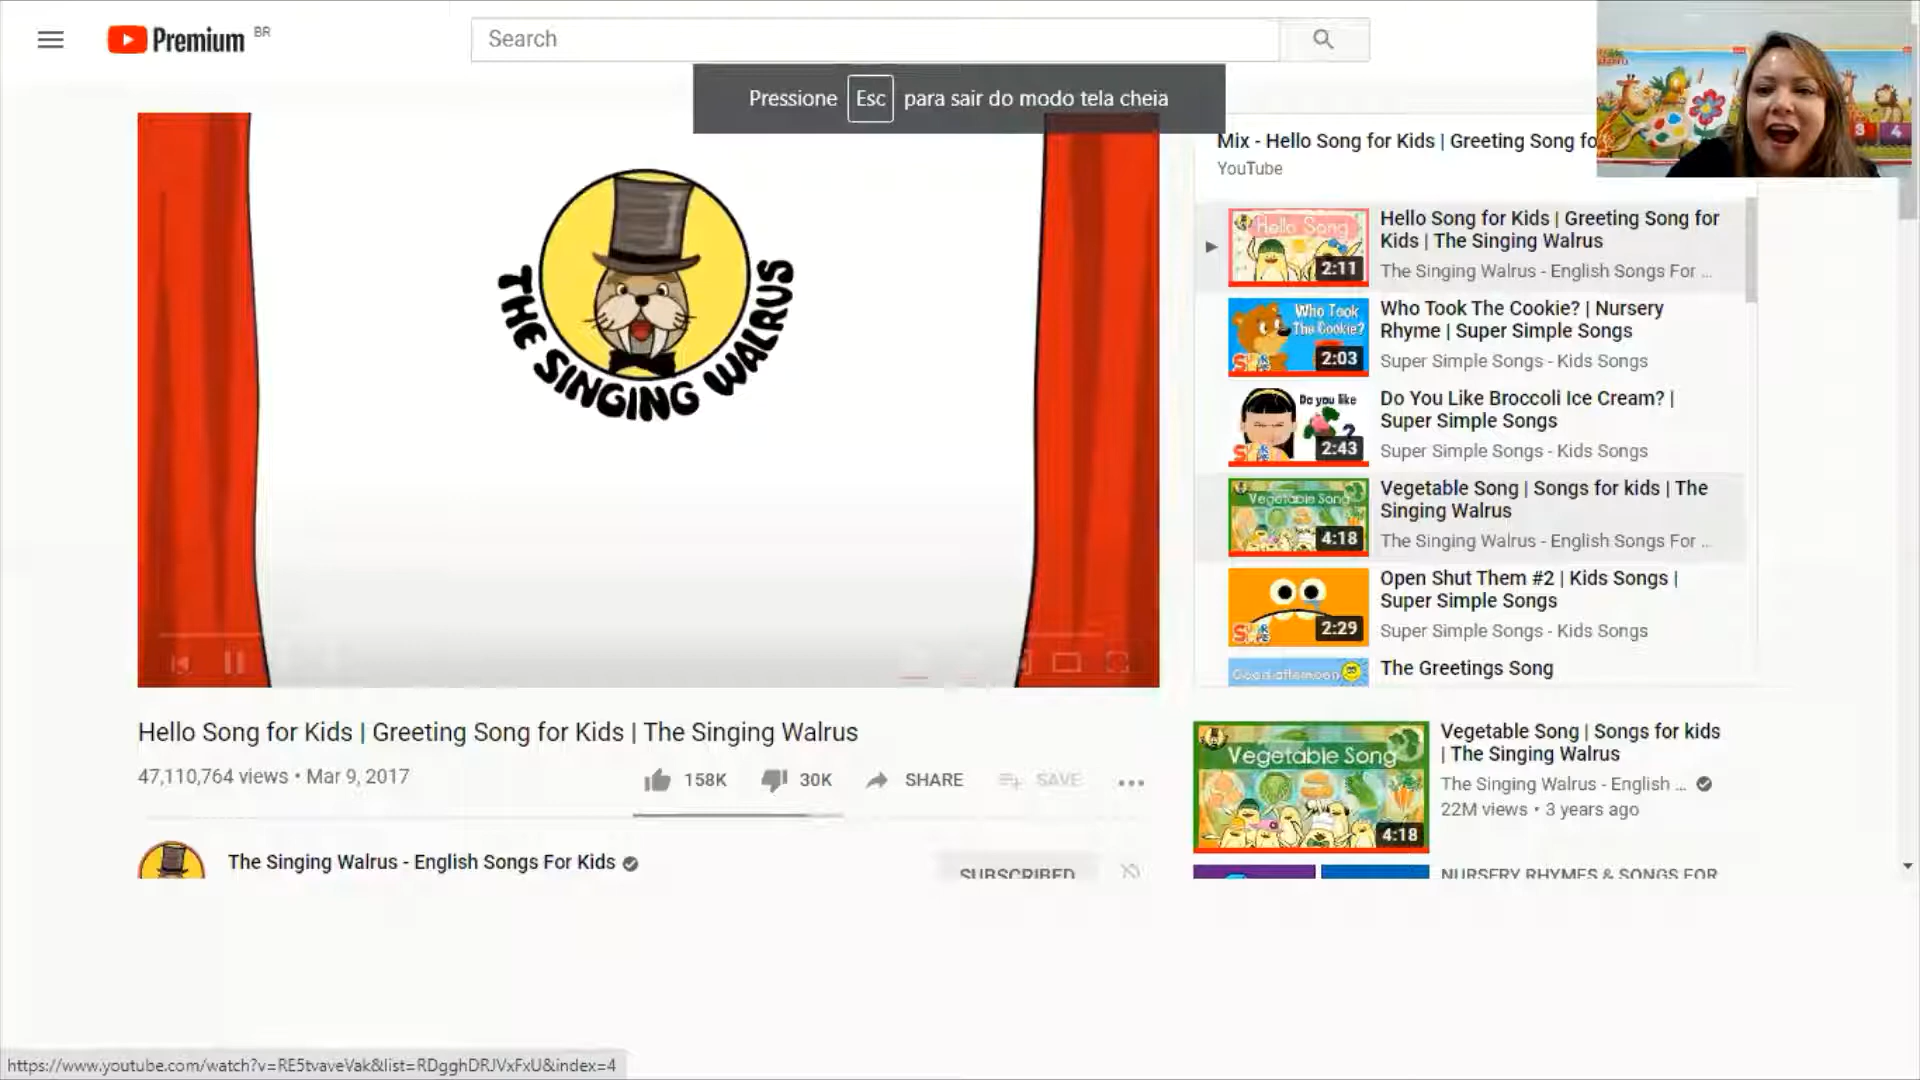 Premium BR
Search
Pressione Esc para sair do modo tela cheia
THE SINGING WALRUS
Hello Song for Kids | Greeting Song for Kids | The Singing Walrus
47,110,764 views • Mar 9, 2017
158K
30K
SHARE
SAVE
The Singing Walrus - English Songs For Kids
SUBSCRIBED
Mix - Hello Song for Kids | Greeting Song fo
YouTube
Hello Song
2:11
Hello Song for Kids | Greeting Song for
Kids | The Singing Walrus
The Singing Walrus - English Songs For ...
Who Took
The Cookie?
2:03
Who Took The Cookie? | Nursery
Rhyme | Super Simple Songs
Super Simple Songs - Kids Songs
Do you like
?
2:43
Do You Like Broccoli Ice Cream? |
Super Simple Songs
Super Simple Songs - Kids Songs
Vegetable Song
4:18
Vegetable Song | Songs for kids | The
Singing Walrus
The Singing Walrus - English Songs For ...
2:29
Open Shut Them #2 | Kids Songs |
Super Simple Songs
Super Simple Songs - Kids Songs
Good afternoon
The Greetings Song
Vegetable Song
4:18
Vegetable Song | Songs for kids
| The Singing Walrus
The Singing Walrus - English ...
22M views • 3 years ago
NURSERY RHYMES & SONGS FOR
3 4
https://www.youtube.com/watch?v=RE5tvaveVak&list=RDgghDRJVxFxU&index=4